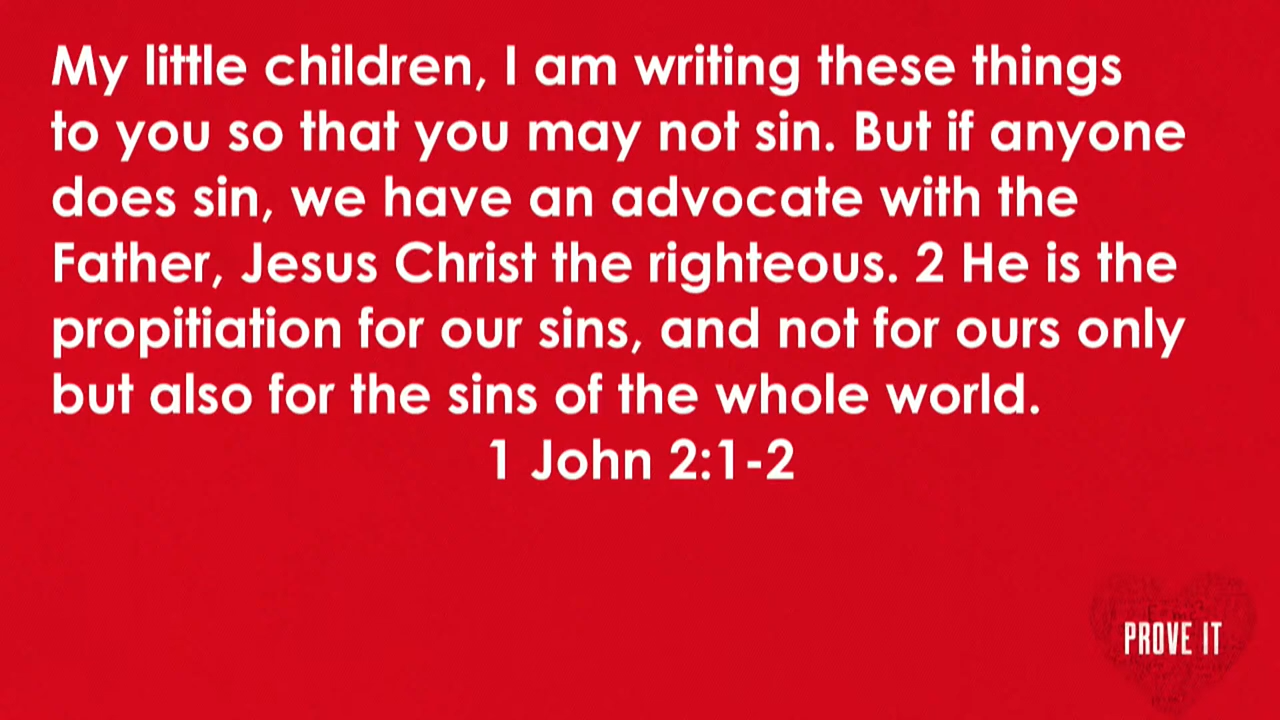 My little children, I am writing these things
to you so that you may not sin. But if anyone
does sin, we have an advocate with the
Father, Jesus Christ the righteous. 2 He is the
propitiation for our sins, and not for ours only
but also for the sins of the whole world.
1 John 2:1-2
PROVE IT